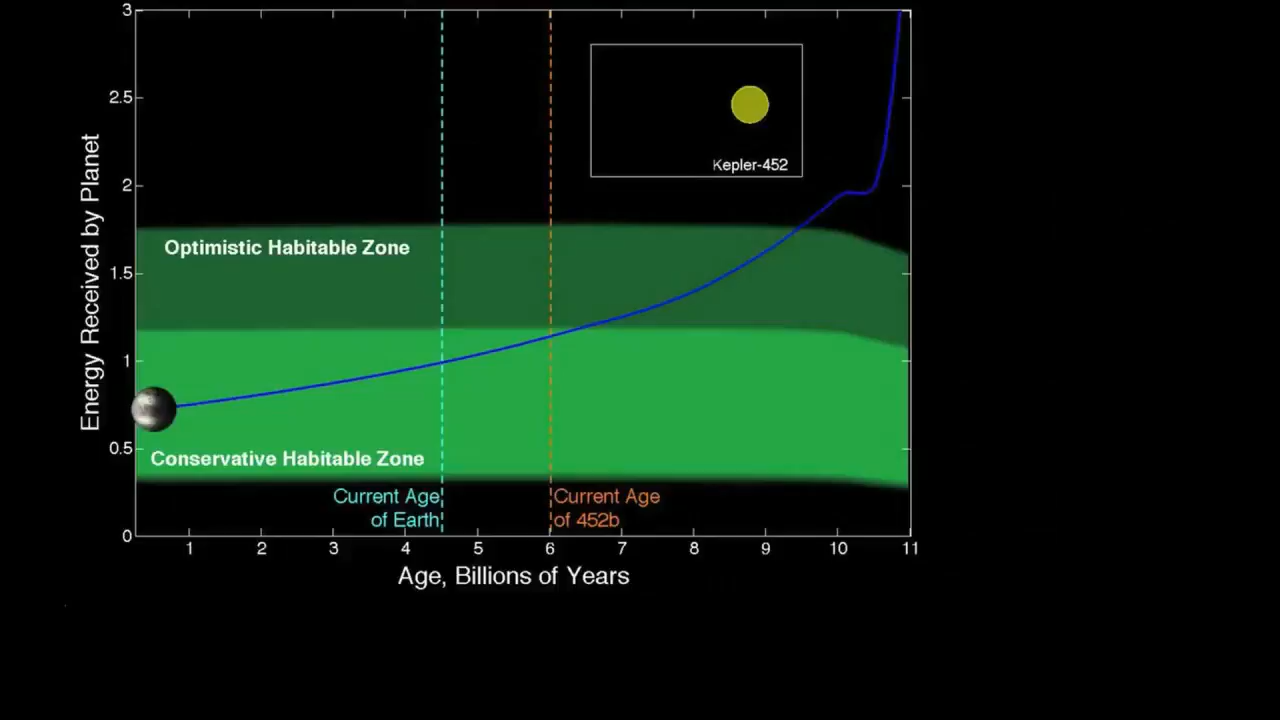 3
2.5
2
1.5
1
0.5
0
Energy Received by Planet
Kepler-452
Optimistic Habitable Zone
Conservative Habitable Zone
Current Age
of Earth
Current Age
of 452b
1 2 3 4 5 6 7 8 9 10 11
Age, Billions of Years